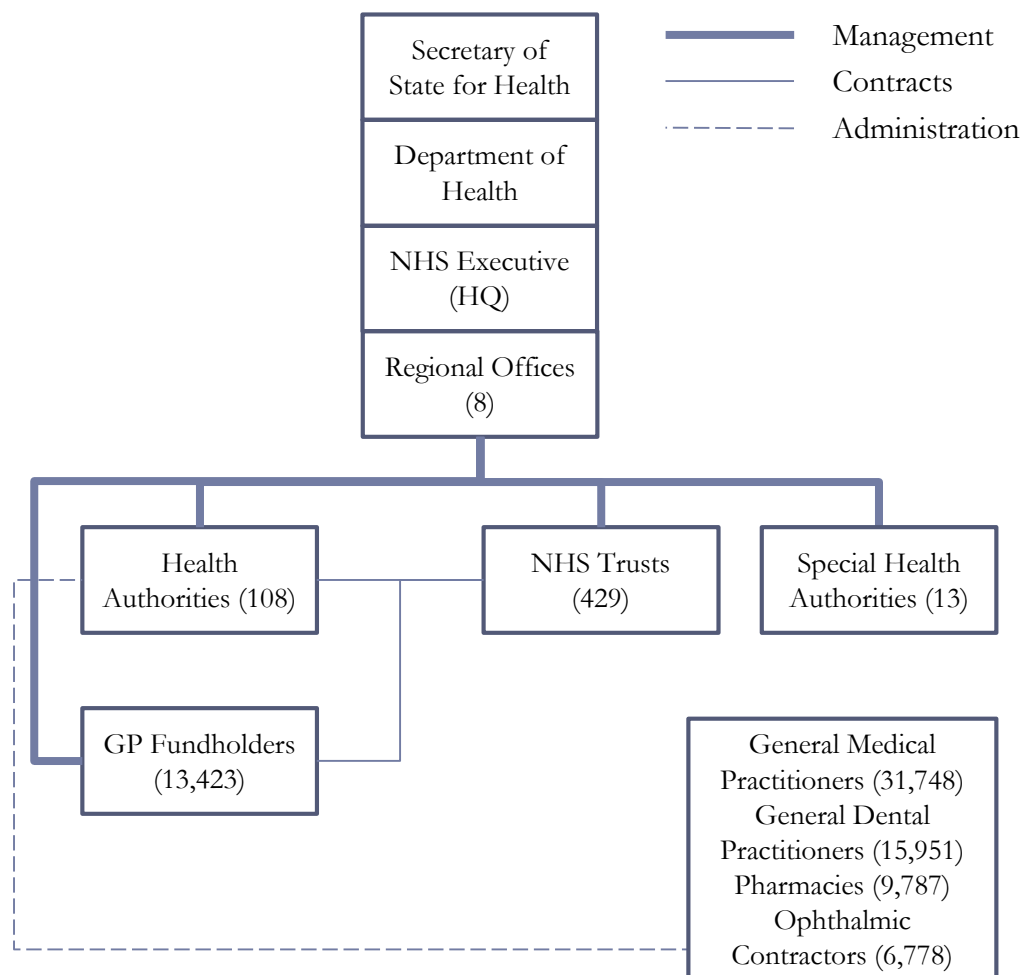 Secretary of
State for Health
Management
Contracts
Administration
Department of
Health
NHS Executive
(HQ)
Regional Offices
(8)
Health
Authorities (108)
NHS Trusts
(429)
Special Health
Authorities (13)
GP Fundholders
(13,423)
General Medical
Practitioners (31,748)
General Dental
Practitioners (15,951)
Pharmacies (9,787)
Ophthalmic
Contractors (6,778)